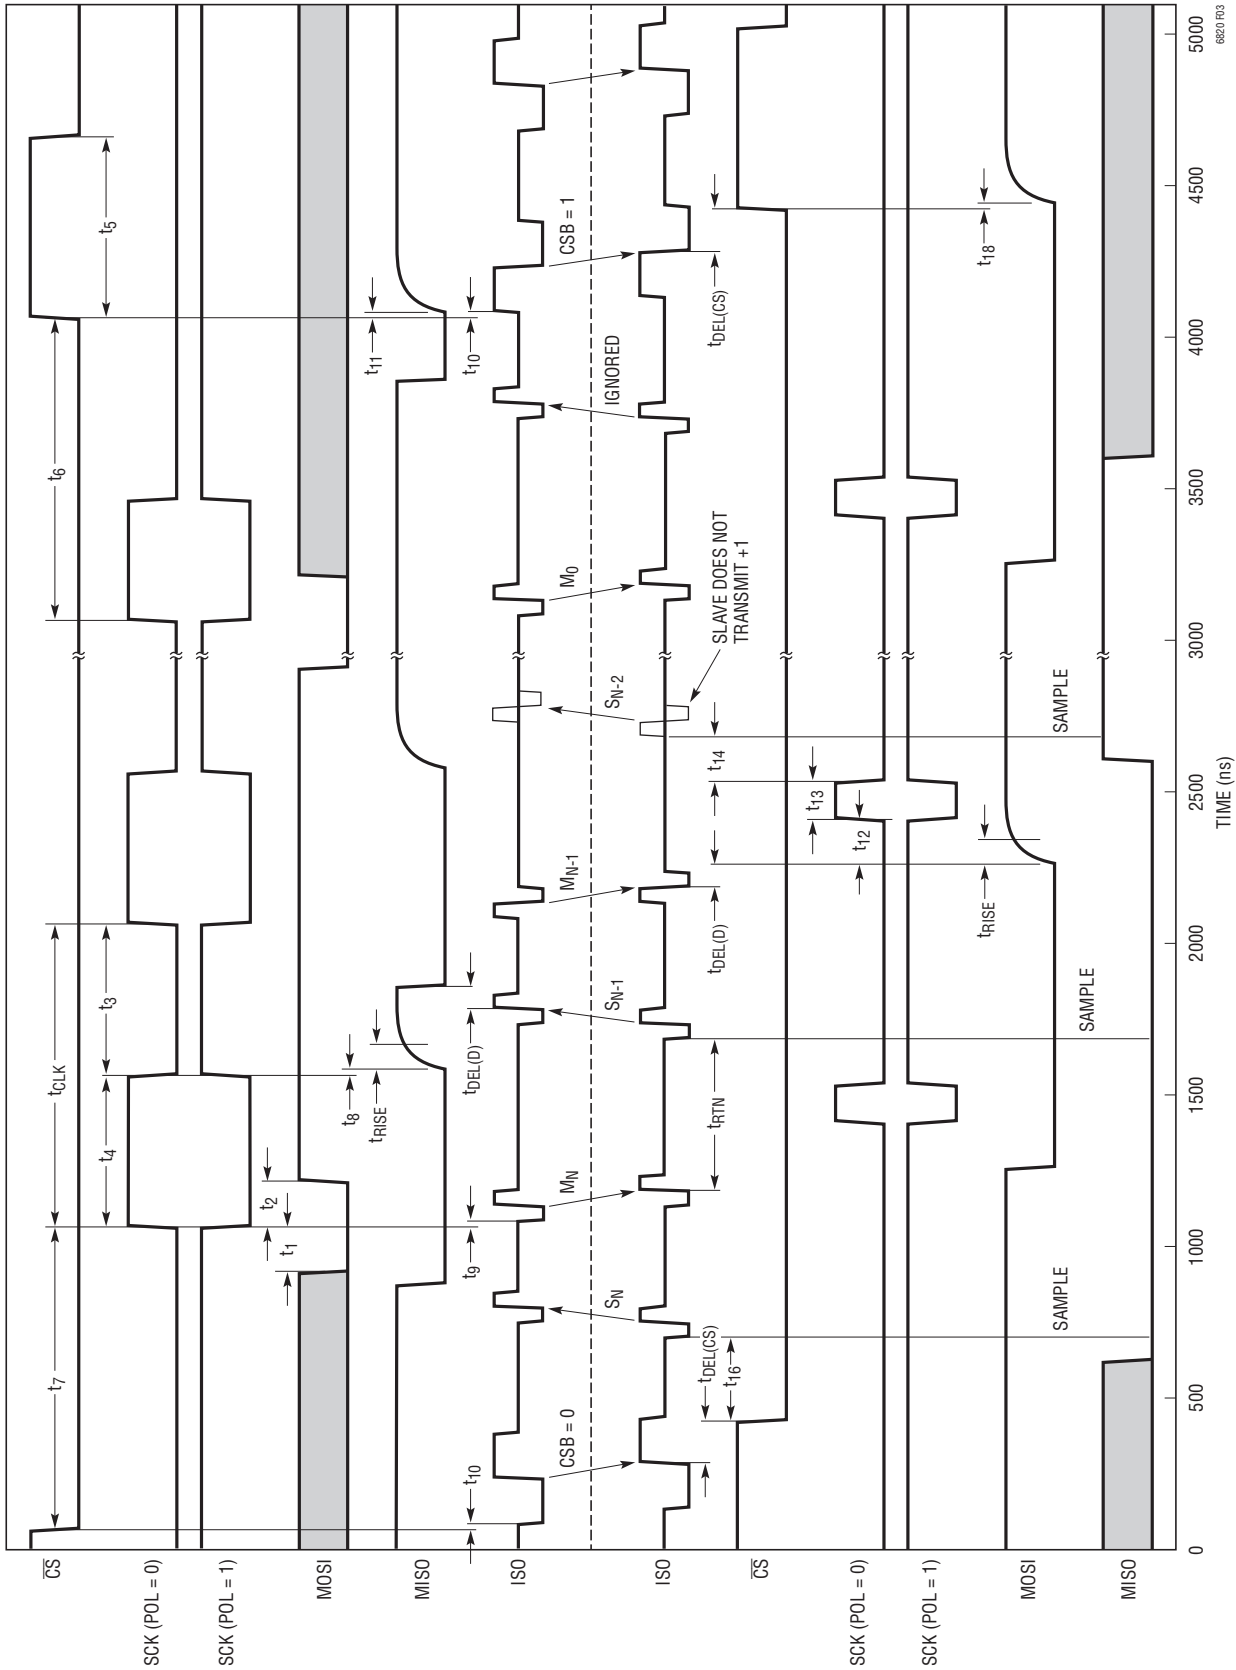 CS
t7
tCLK
t6
t4
t3
t5
SCK (POL = 0)
SCK (POL = 1)
t1
t2
MOSI
t8
tRISE
t11
MISO
t10
t9
tDEL(D)
t10
ISO
CSB = 0
SN
MN
SN-1
MN-1
SN-2
M0
IGNORED
CSB = 1
ISO
tDEL(CS)
t16
tRTN
tDEL(D)
t14
SLAVE DOES NOT
TRANSMIT +1
tDEL(CS)
CS
t12
t13
SCK (POL = 0)
SCK (POL = 1)
tRISE
t18
MOSI
SAMPLE
SAMPLE
SAMPLE
MISO
0
500
1000
1500
2000
2500
3000
3500
4000
4500
5000
TIME (ns)
6820 F03